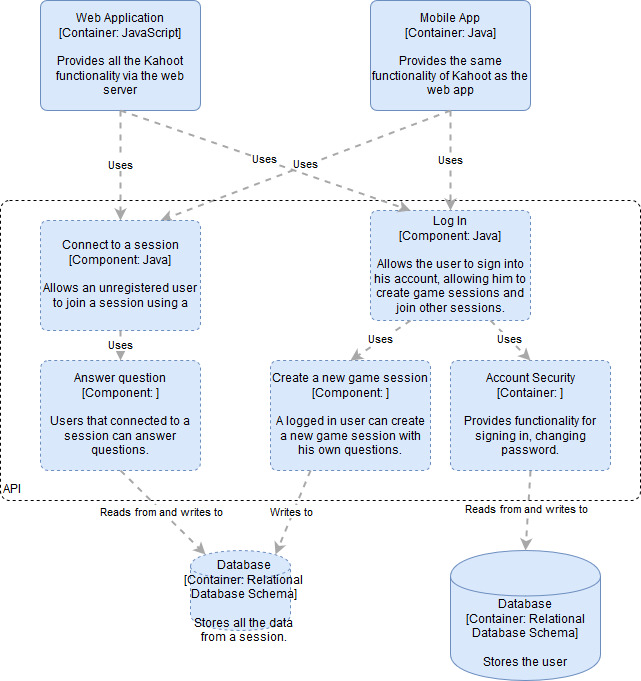 Web Application
[Container: JavaScript]
Provides all the Kahoot
functionality via the web
server
Mobile App
[Container: Java]
Provides the same
functionality of Kahoot as the
web app
Uses
Uses
Uses
Uses
Connect to a session
[Component: Java]
Allows an unregistered user
to join a session using a
Log In
[Component: Java]
Allows the user to sign into
his account, allowing him to
create game sessions and
join other sessions.
Uses
Uses
Uses
Answer question
[Component: ]
Users that connected to a
session can answer
questions.
Create a new game session
[Component: ]
A logged in user can create
a new game session with
his own questions.
Account Security
[Container: ]
Provides functionality for
signing in, changing
password.
API
Reads from and writes to
Writes to
Reads from and writes to
Database
[Container: Relational
Database Schema]
Stores all the data
from a session.
Database
[Container: Relational
Database Schema]
Stores the user